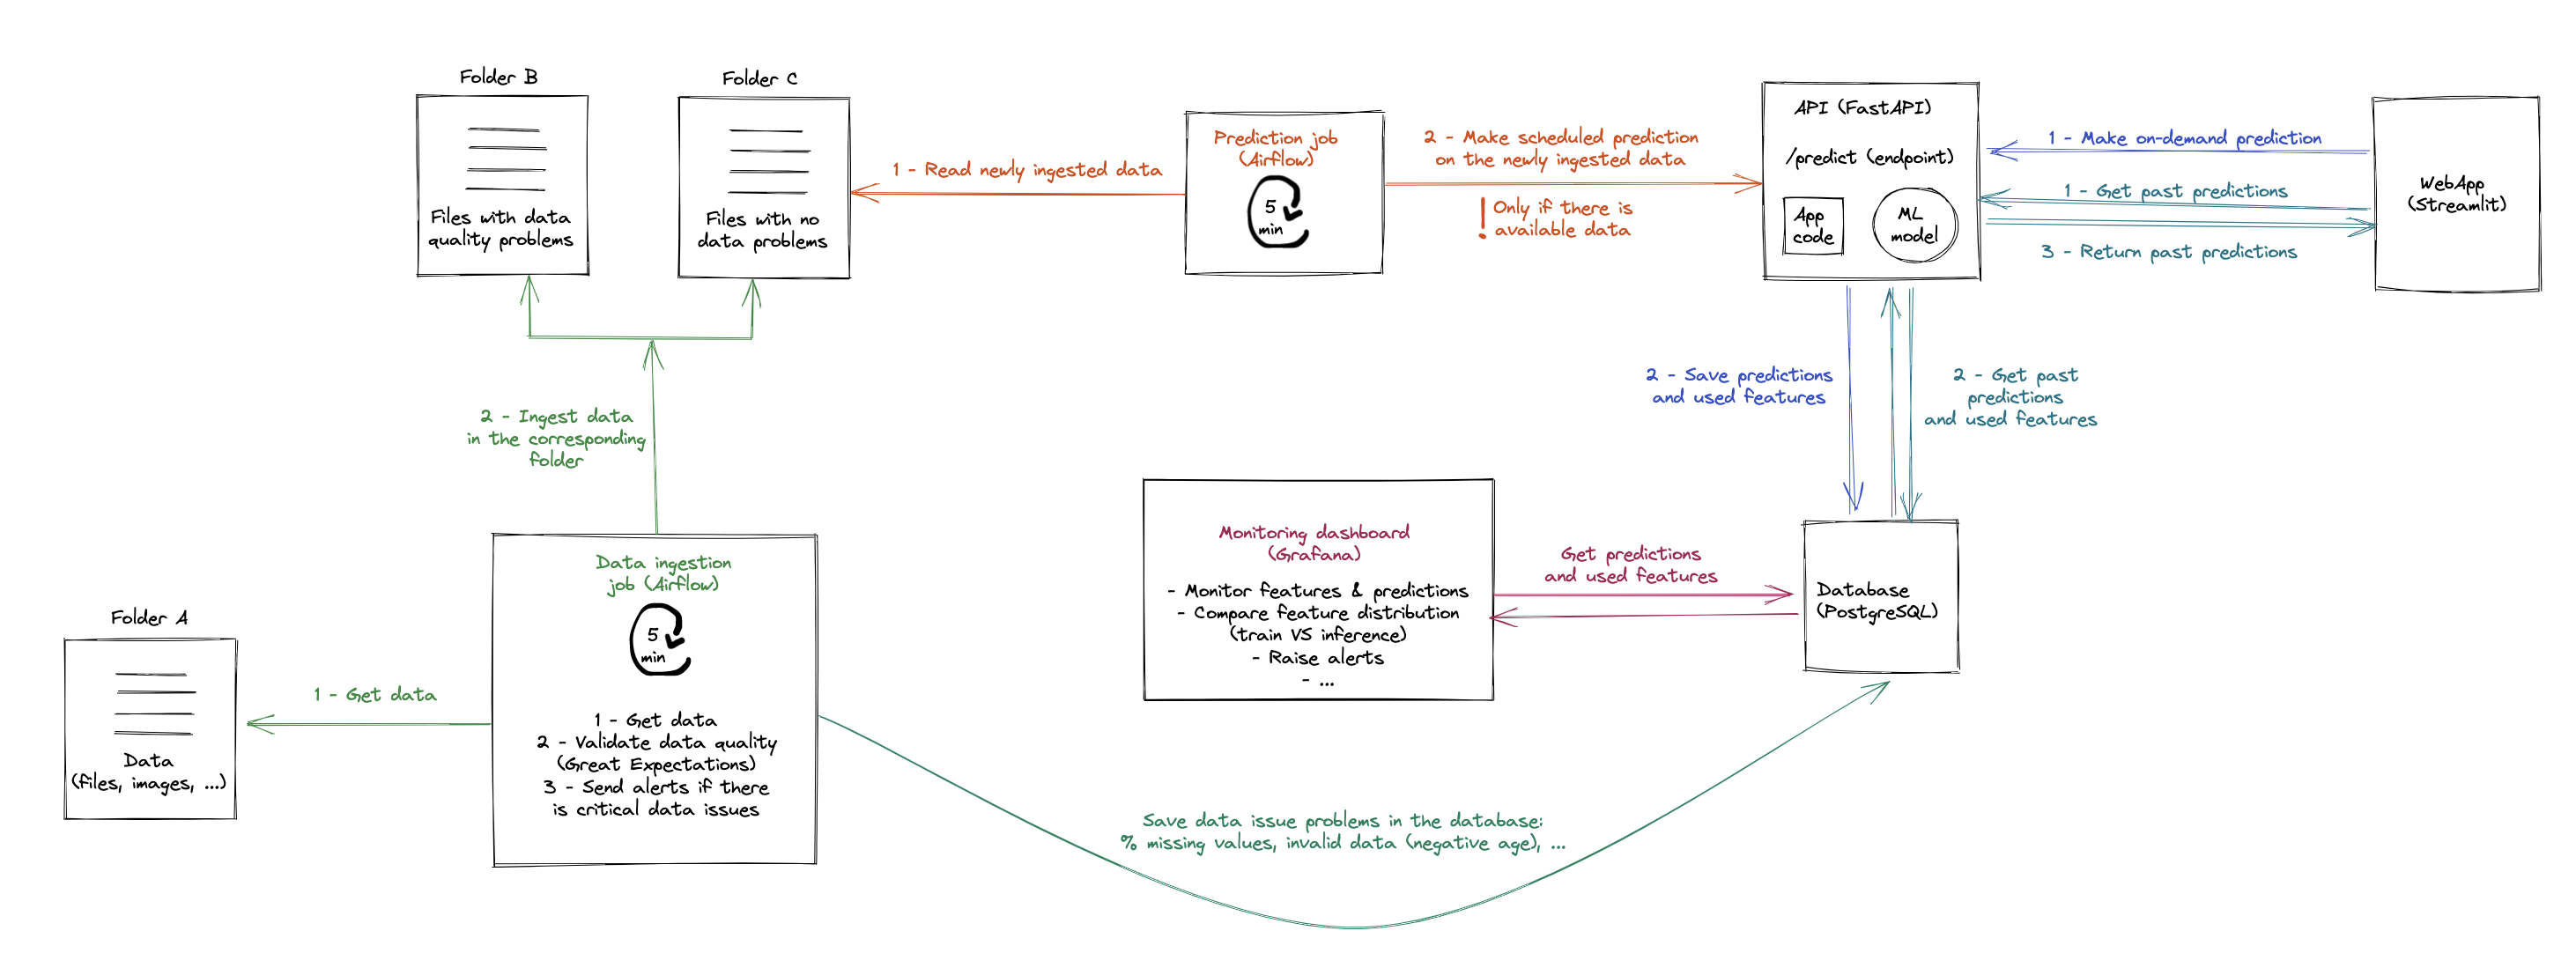 Folder B
Files with data
quality problems
Folder C
Files with no
data problems
1 - Read newly ingested data
Prediction job
(Airflow)
5
min
2 - Make scheduled prediction
on the newly ingested data
! Only if there is
available data
API (FastAPI)
/predict (endpoint)
App
code
ML
model
1 - Make on-demand prediction
1 - Get past predictions
3 - Return past predictions
WebApp
(Streamlit)
2 - Ingest data
in the corresponding
folder
2 - Save predictions
and used features
2 - Get past
predictions
and used features
Folder A
Data
(files, images, ...)
1 - Get data
Data ingestion
job (Airflow)
5
min
1 - Get data
2 - Validate data quality
(Great Expectations)
3 - Send alerts if there
is critical data issues
Monitoring dashboard
(Grafana)
- Monitor features & predictions
- Compare feature distribution
(train VS inference)
- Raise alerts
- ...
Get predictions
and used features
Database
(PostgreSQL)
Save data issue problems in the database:
% missing values, invalid data (negative age), ...